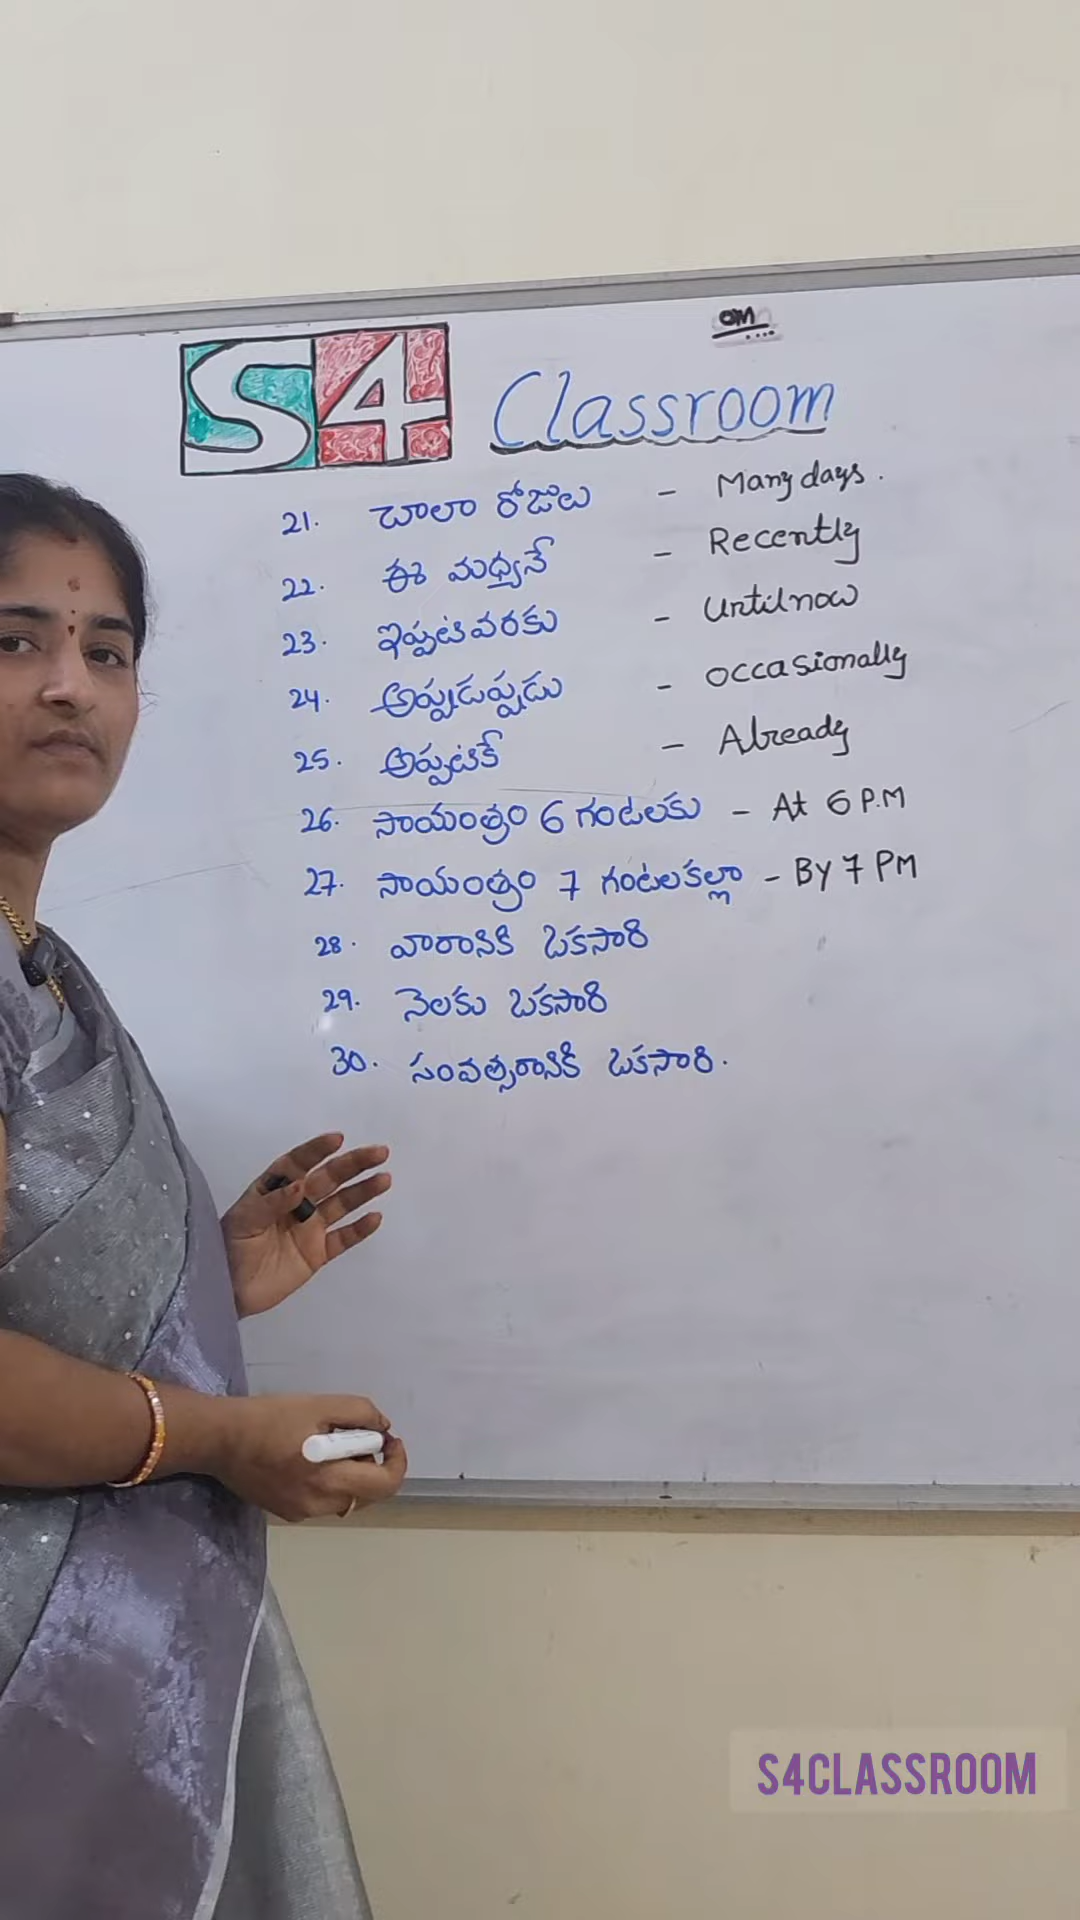 OM
S4 Classroom
21. చాలా రోజులు - Many days.
22. ఈ మధ్యనే - Recently
23. ఇప్పటివరకు - Until now
24. అప్పుడప్పుడు - occasionally
25. అప్పటికే - Already
26. సాయంత్రం 6 గంటలకు - At 6 P.M
27. సాయంత్రం 7 గంటలకల్లా - By 7 PM
28. వారానికి ఒకసారి
29. నెలకు ఒకసారి
30. సంవత్సరానికి ఒకసారి.
S4CLASSROOM